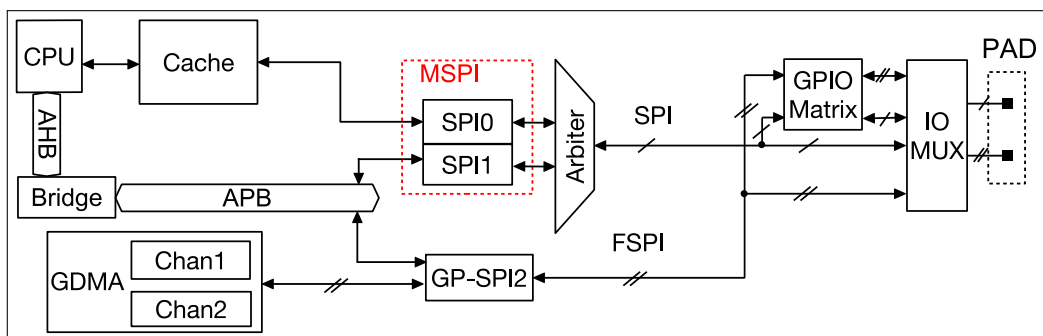 CPU
Cache
MSPI
SPI0
SPI1
Arbiter
SPI
GPIO
Matrix
IO
MUX
PAD
AHB
Bridge
APB
GDMA
Chan1
Chan2
GP-SPI2
FSPI